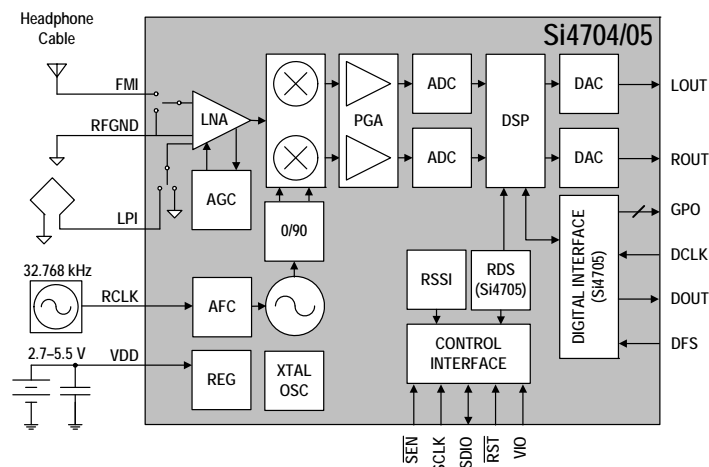 Headphone
Cable
Si4704/05
FMI
RFGND
LPI
LNA
AGC
PGA
ADC
ADC
DSP
DAC
DAC
LOUT
ROUT
GPO
DCLK
DOUT
DFS
0/90
32.768 kHz
RCLK
AFC
RSSI
RDS
(Si4705)
DIGITAL INTERFACE
(Si4705)
CONTROL
INTERFACE
2.7–5.5 V
VDD
REG
XTAL
OSC
SEN
SCLK
SDIO
RST
VIO